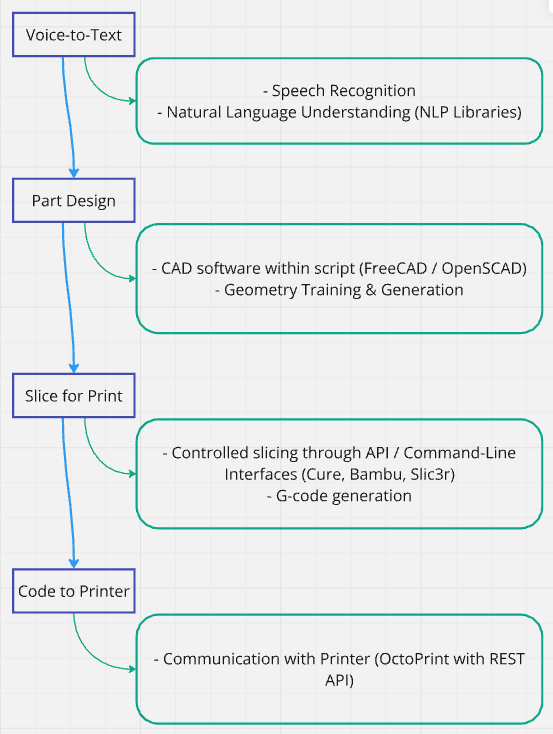 Voice-to-Text
- Speech Recognition
- Natural Language Understanding (NLP Libraries)
Part Design
- CAD software within script (FreeCAD / OpenSCAD)
- Geometry Training & Generation
Slice for Print
- Controlled slicing through API / Command-Line
Interfaces (Cure, Bambu, Slic3r)
- G-code generation
Code to Printer
- Communication with Printer (OctoPrint with REST
API)